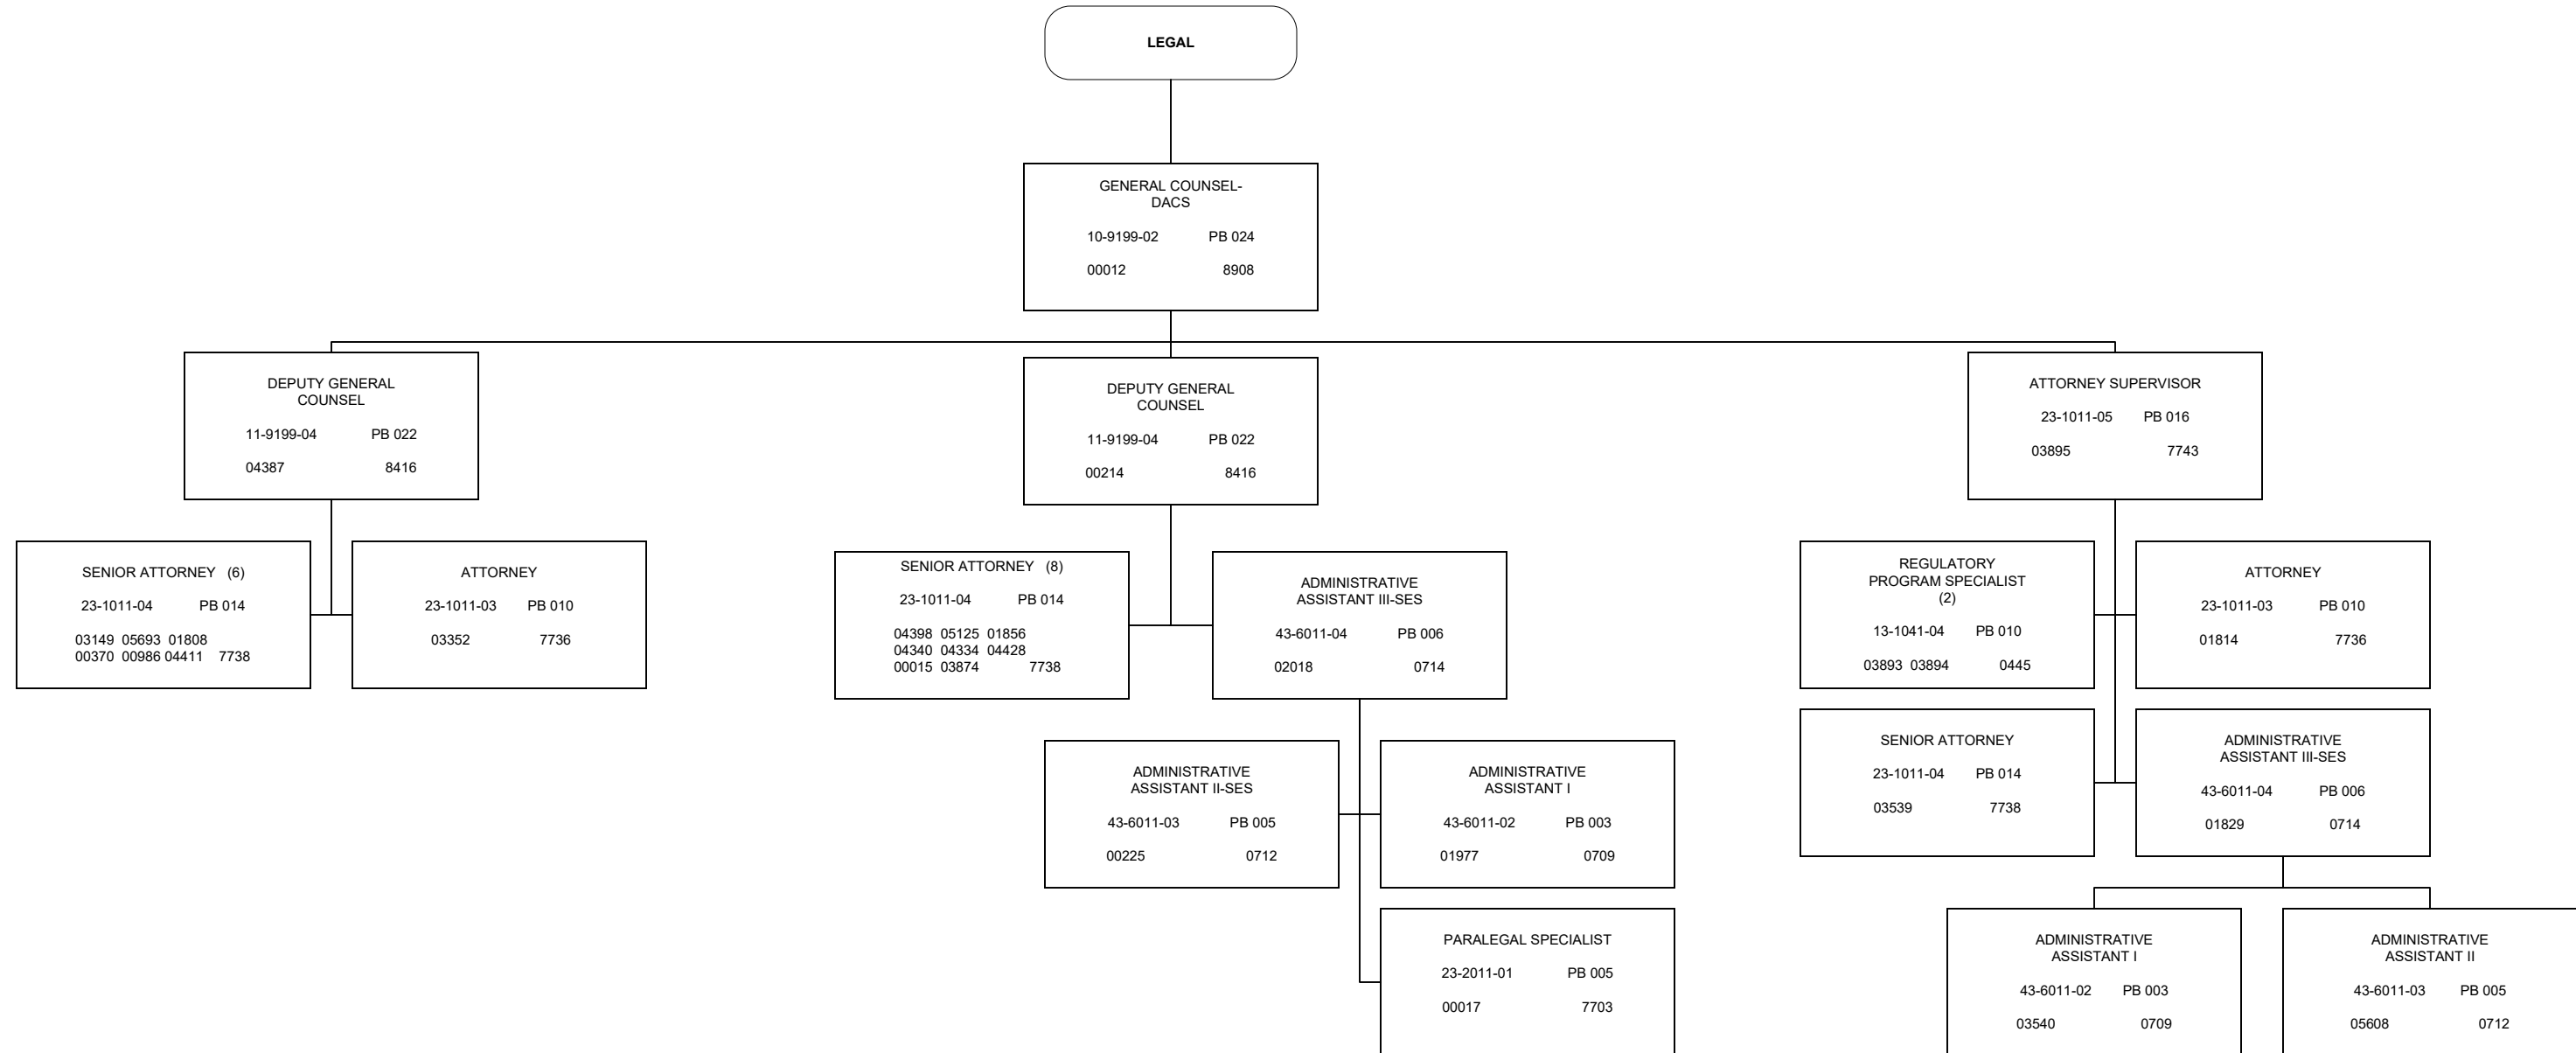 LEGAL
GENERAL COUNSEL-
DACS
10-9199-02 PB 024
00012 8908
DEPUTY GENERAL
COUNSEL
11-9199-04 PB 022
04387 8416
DEPUTY GENERAL
COUNSEL
11-9199-04 PB 022
00214 8416
ATTORNEY SUPERVISOR
23-1011-05 PB 016
03895 7743
SENIOR ATTORNEY (6)
23-1011-04 PB 014
03149 05693 01808
00370 00986 04411 7738
ATTORNEY
23-1011-03 PB 010
03352 7736
SENIOR ATTORNEY (8)
23-1011-04 PB 014
04398 05125 01856
04340 04334 04428
00015 03874 7738
ADMINISTRATIVE
ASSISTANT III-SES
43-6011-04 PB 006
02018 0714
REGULATORY
PROGRAM SPECIALIST
(2)
13-1041-04 PB 010
03893 03894 0445
ATTORNEY
23-1011-03 PB 010
01814 7736
SENIOR ATTORNEY
23-1011-04 PB 014
03539 7738
ADMINISTRATIVE
ASSISTANT III-SES
43-6011-04 PB 006
01829 0714
ADMINISTRATIVE
ASSISTANT II-SES
43-6011-03 PB 005
00225 0712
ADMINISTRATIVE
ASSISTANT I
43-6011-02 PB 003
01977 0709
PARALEGAL SPECIALIST
23-2011-01 PB 005
00017 7703
ADMINISTRATIVE
ASSISTANT I
43-6011-02 PB 003
03540 0709
ADMINISTRATIVE
ASSISTANT II
43-6011-03 PB 005
05608 0712